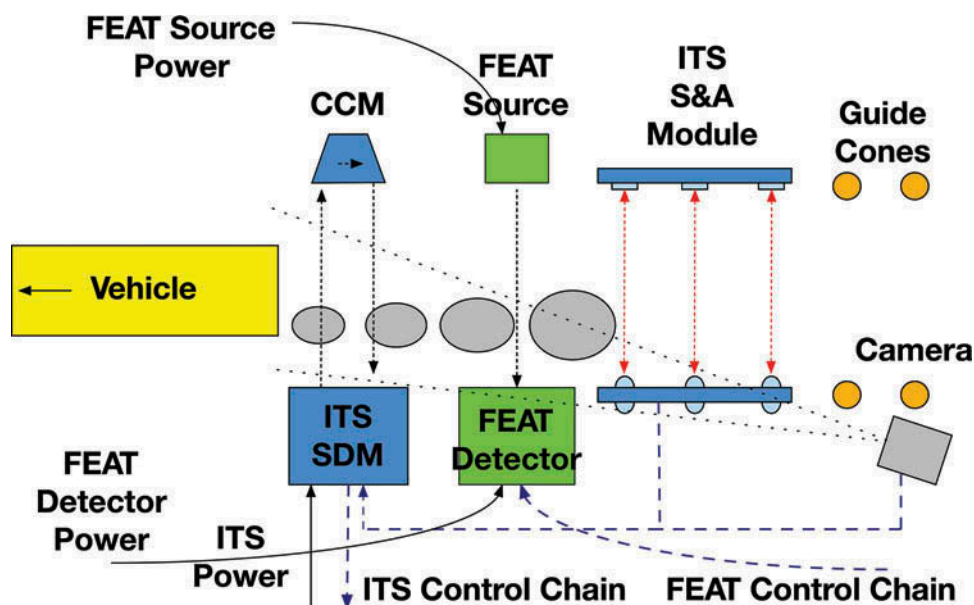 FEAT Source
Power
CCM
FEAT
Source
ITS
S&A
Module
Guide
Cones
Vehicle
Camera
ITS
SDM
FEAT
Detector
FEAT
Detector
Power
ITS
Power
ITS Control Chain
FEAT Control Chain